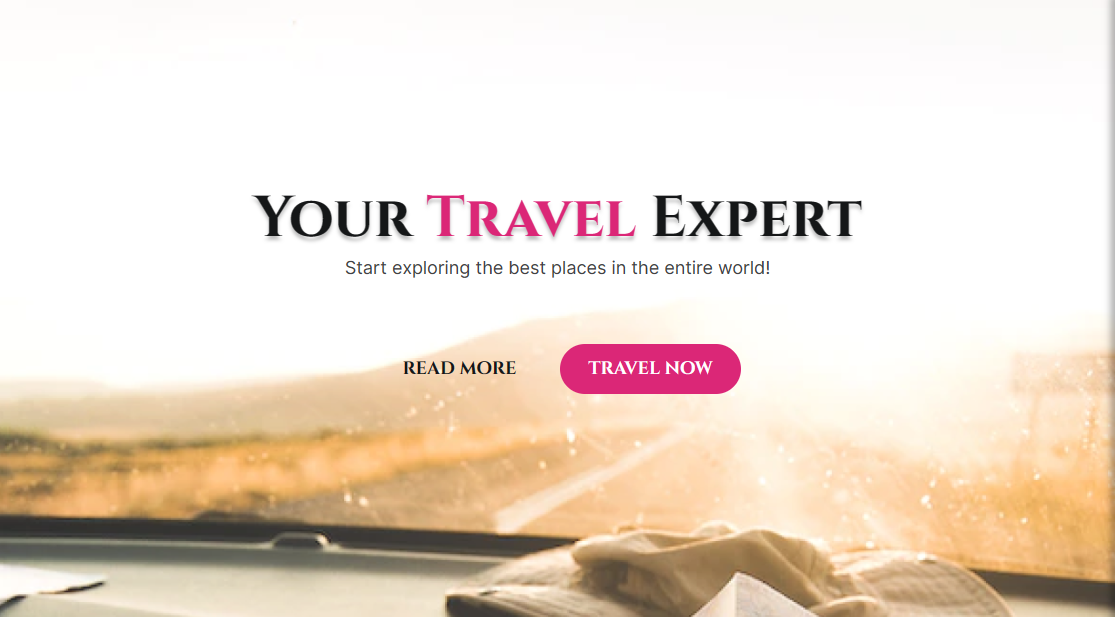 Your Travel Expert
Start exploring the best places in the entire world!
READ MORE
TRAVEL NOW